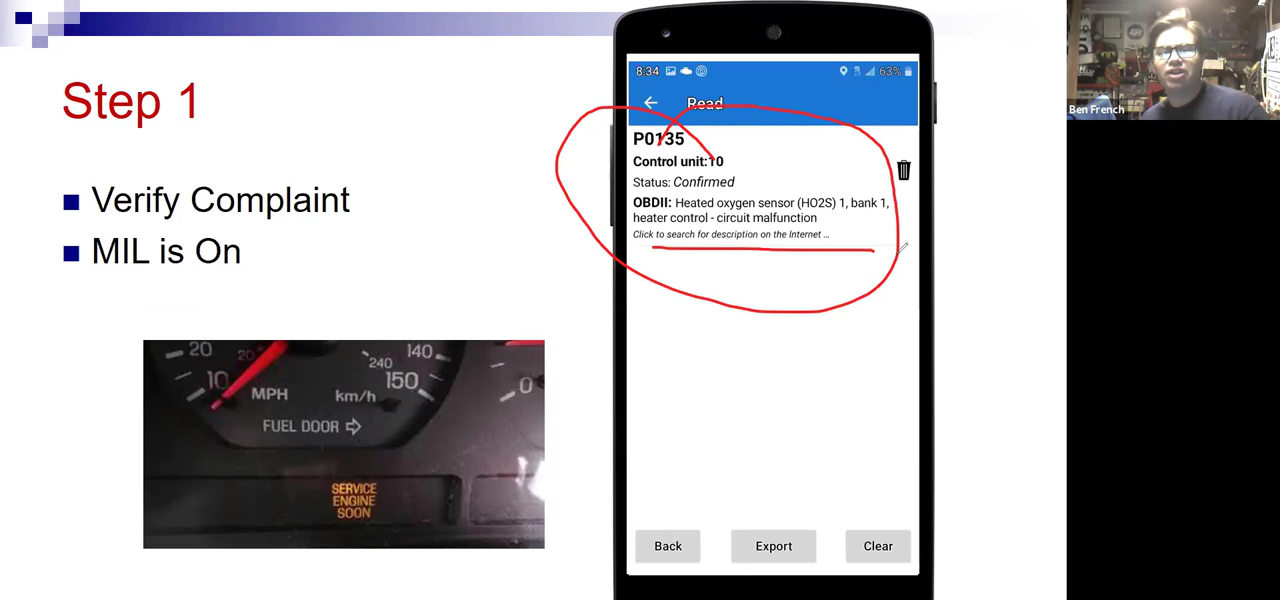 Step 1
Verify Complaint
MIL is On
20
20
10
MPH
km/h
140
240
150
0
FUEL DOOR
SERVICE
ENGINE
SOON
8:34
63%
Read
P0135
Control unit:10
Status: Confirmed
OBDII: Heated oxygen sensor (HO2S) 1, bank 1,
heater control - circuit malfunction
Click to search for description on the Internet ...
Back
Export
Clear
Ben French